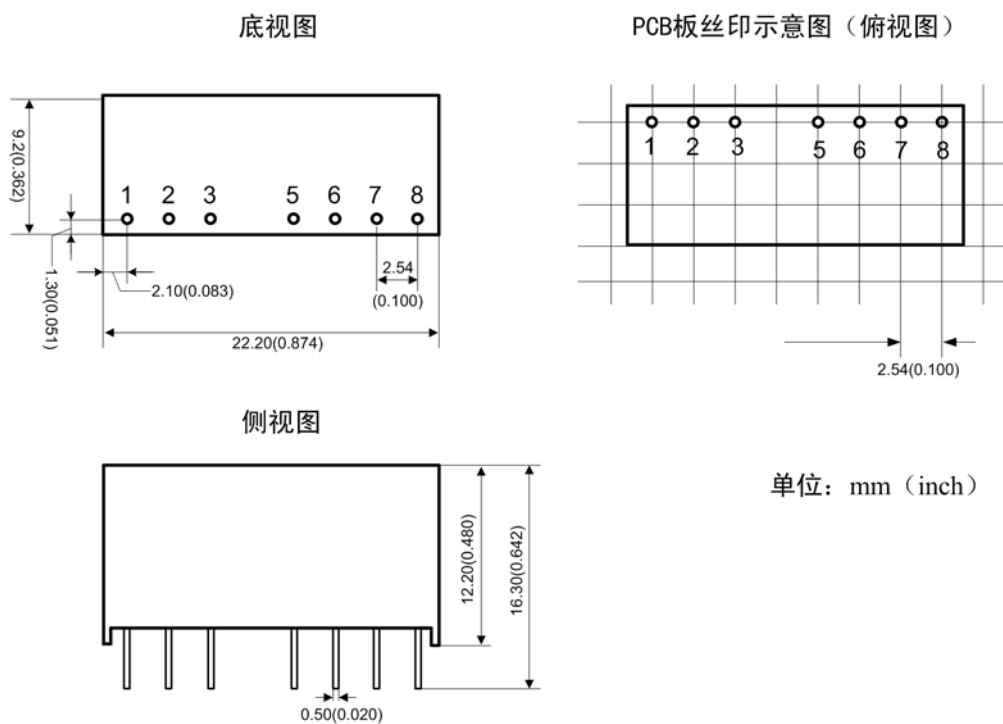 底视图
9.2(0.362)
1 2 3 5 6 7 8
1.30(0.051)
2.10(0.083)
2.54
(0.100)
22.20(0.874)
PCB板丝印示意图（俯视图）
1 2 3 5 6 7 8
2.54(0.100)
侧视图
12.20(0.480)
16.30(0.642)
0.50(0.020)
单位：mm（inch）